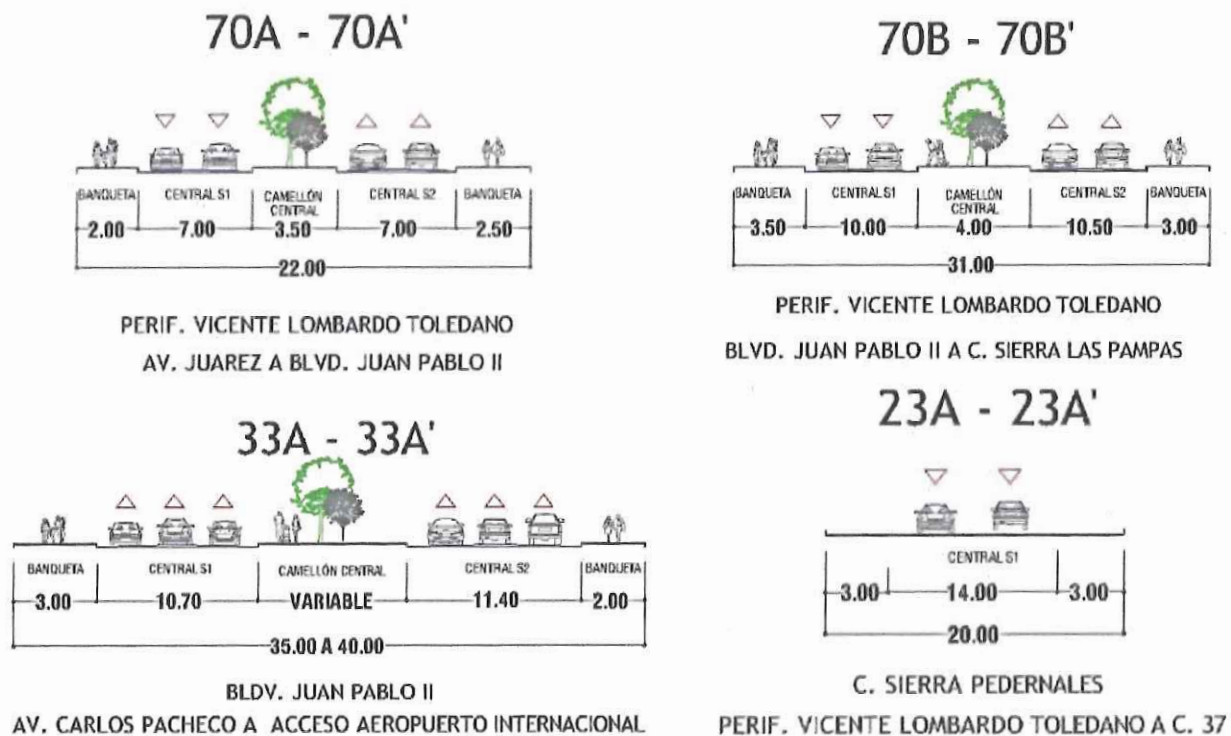 70A - 70A'
BANQUETA CENTRAL S1 CAMELLÓN CENTRAL CENTRAL S2 BANQUETA
2.00 7.00 3.50 7.00 2.50
22.00
PERIF. VICENTE LOMBARDO TOLEDANO
AV. JUAREZ A BLVD. JUAN PABLO II
70B - 70B'
BANQUETA CENTRAL S1 CAMELLÓN CENTRAL CENTRAL S2 BANQUETA
3.50 10.00 4.00 10.50 3.00
31.00
PERIF. VICENTE LOMBARDO TOLEDANO
BLVD. JUAN PABLO II A C. SIERRA LAS PAMPAS
33A - 33A'
BANQUETA CENTRAL S1 CAMELLÓN CENTRAL CENTRAL S2 BANQUETA
3.00 10.70 VARIABLE 11.40 2.00
35.00 A 40.00
BLDV. JUAN PABLO II
AV. CARLOS PACHECO A ACCESO AEROPUERTO INTERNACIONAL
23A - 23A'
CENTRAL S1
3.00 14.00 3.00
20.00
C. SIERRA PEDERNALES
PERIF. VICENTE LOMBARDO TOLEDANO A C. 37